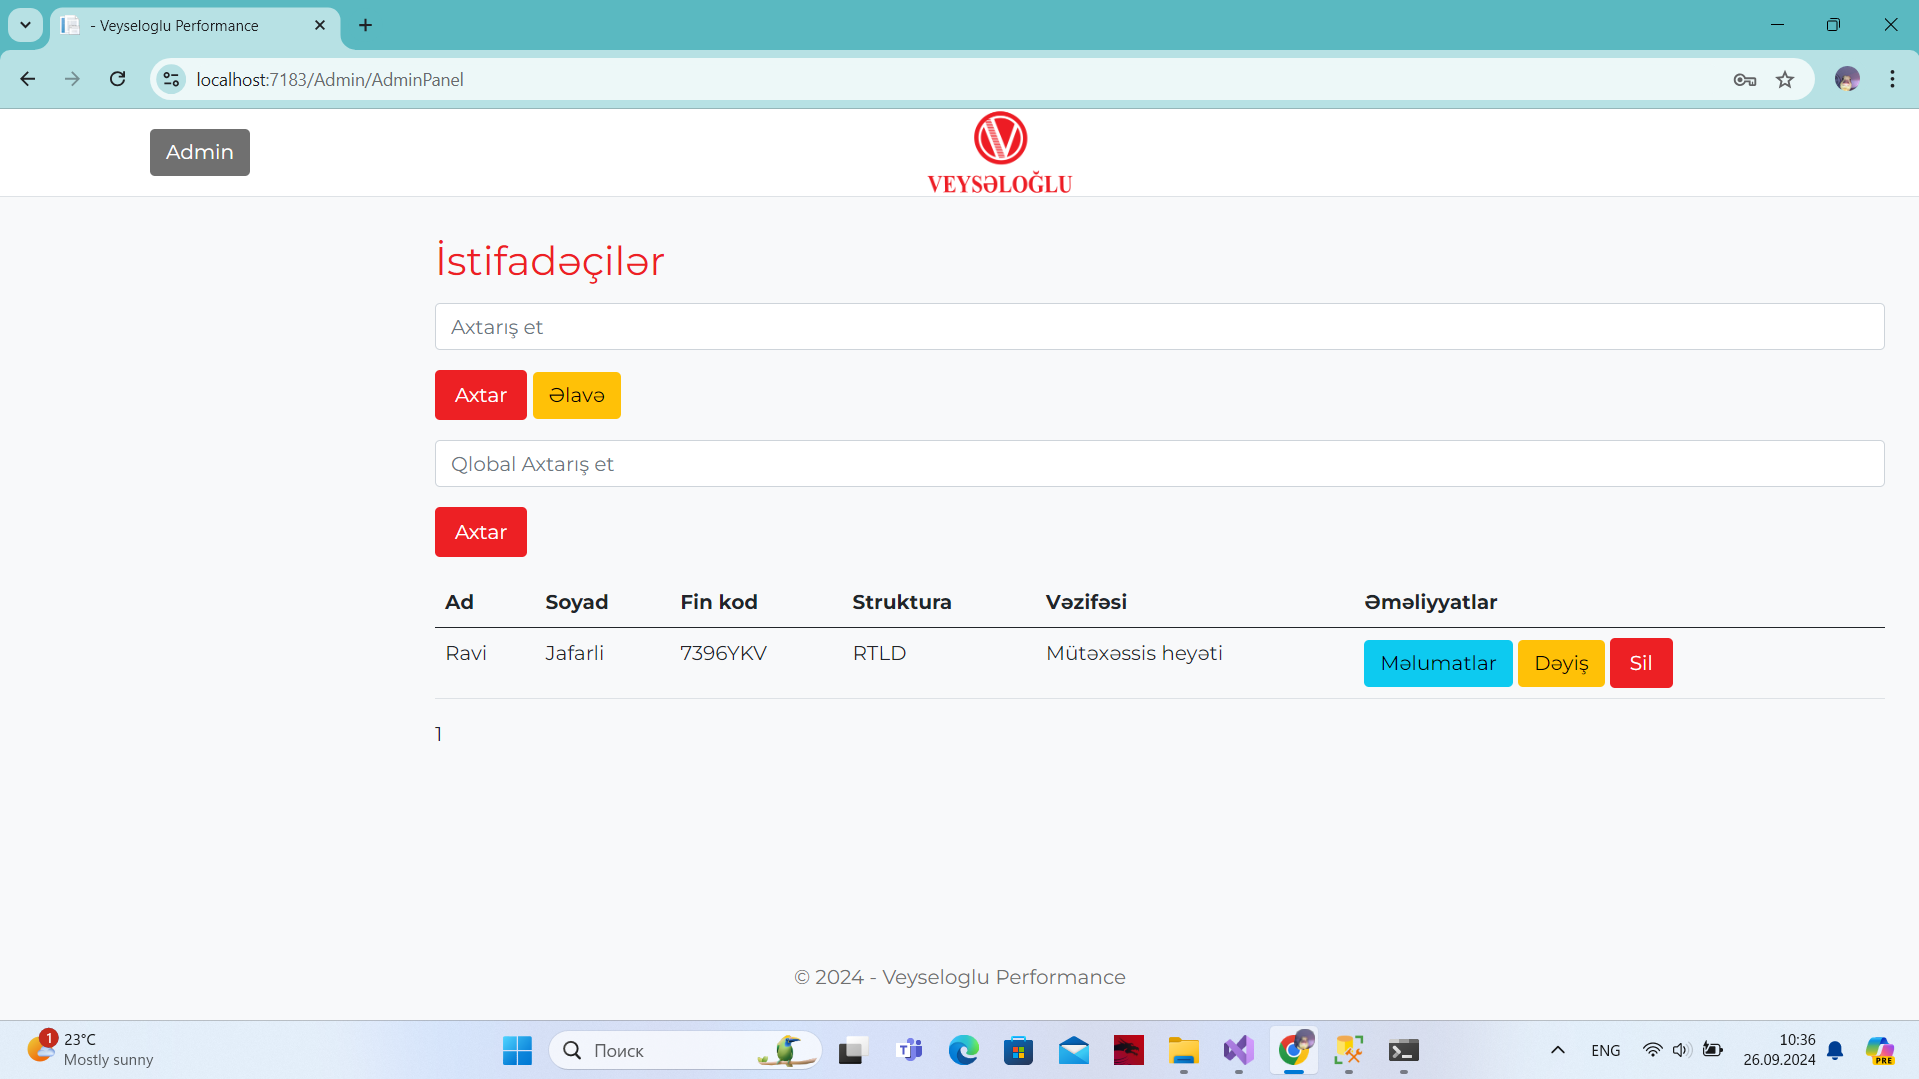 - Veyseloglu Performance
localhost:7183/Admin/AdminPanel
Admin
VEYSƏLOĞLU
İstifadəçilər
Axtarış et
Axtar Əlavə
Qlobal Axtarış et
Axtar
Ad Soyad Fin kod Struktura Vəzifəsi Əməliyyatlar
Ravi Jafarli 7396YKV RTLD Mütəxəssis heyəti Məlumatlar Dəyiş Sil
1
© 2024 - Veyseloglu Performance
1
23°C
Mostly sunny
Поиск
ENG
10:36
26.09.2024
PRE